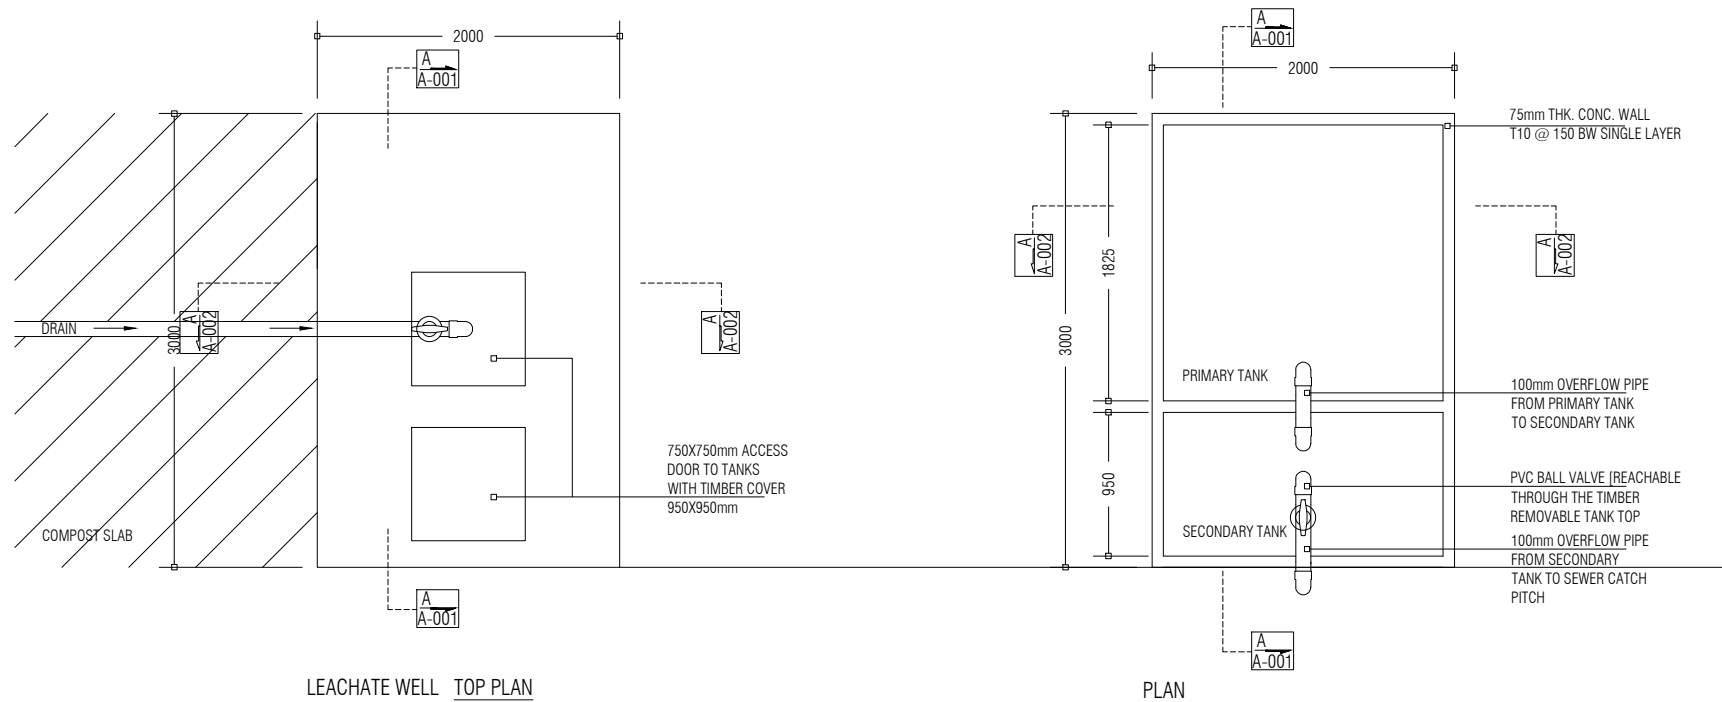 2000
A
A-001
A
A-002
DRAIN
3000
A
A-002
COMPOST SLAB
750X750mm ACCESS
DOOR TO TANKS
WITH TIMBER COVER
950X950mm
A
A-001
LEACHATE WELL TOP PLAN
A
A-001
2000
75mm THK. CONC. WALL
T10 @ 150 BW SINGLE LAYER
A
A-002
1825
A
A-002
3000
PRIMARY TANK
100mm OVERFLOW PIPE
FROM PRIMARY TANK
TO SECONDARY TANK
950
SECONDARY TANK
PVC BALL VALVE [REACHABLE
THROUGH THE TIMBER
REMOVABLE TANK TOP
100mm OVERFLOW PIPE
FROM SECONDARY
TANK TO SEWER CATCH
PITCH
A
A-001
PLAN